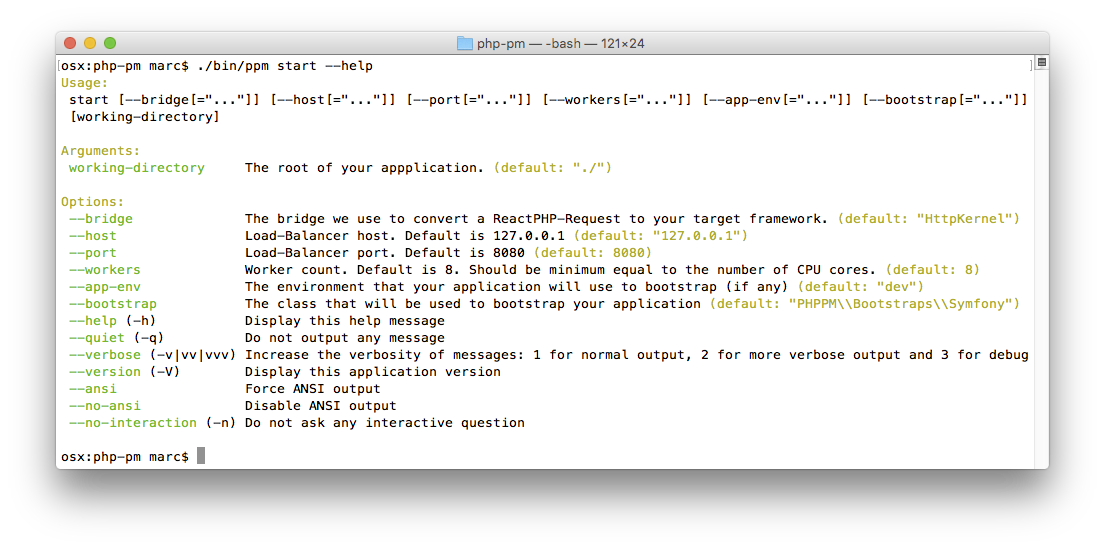 php-pm — -bash — 121×24
osx:php-pm marc$ ./bin/ppm start --help
Usage:
 start [--bridge[="..."]] [--host[="..."]] [--port[="..."]] [--workers[="..."]] [--app-env[="..."]] [--bootstrap[="..."]]
 [working-directory]
Arguments:
 working-directory     The root of your appplication. (default: "./")
Options:
 --bridge              The bridge we use to convert a ReactPHP-Request to your target framework. (default: "HttpKernel")
 --host                Load-Balancer host. Default is 127.0.0.1 (default: "127.0.0.1")
 --port                Load-Balancer port. Default is 8080 (default: 8080)
 --workers             Worker count. Default is 8. Should be minimum equal to the number of CPU cores. (default: 8)
 --app-env             The environment that your application will use to bootstrap (if any) (default: "dev")
 --bootstrap           The class that will be used to bootstrap your application (default: "PHPPM\\Bootstraps\\Symfony")
 --help (-h)           Display this help message
 --quiet (-q)          Do not output any message
 --verbose (-v|vv|vvv) Increase the verbosity of messages: 1 for normal output, 2 for more verbose output and 3 for debug
 --version (-V)        Display this application version
 --ansi                Force ANSI output
 --no-ansi             Disable ANSI output
 --no-interaction (-n) Do not ask any interactive question
osx:php-pm marc$